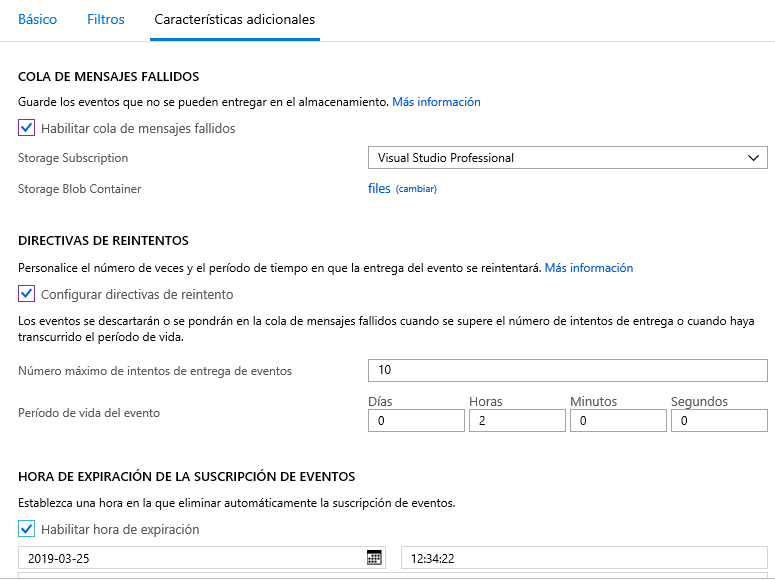 Básico Filtros Características adicionales
COLA DE MENSAJES FALLIDOS
Guarde los eventos que no se pueden entregar en el almacenamiento. Más información
Habilitar cola de mensajes fallidos
Storage Subscription Visual Studio Professional
Storage Blob Container files (cambiar)
DIRECTIVAS DE REINTENTOS
Personalice el número de veces y el período de tiempo en que la entrega del evento se reintentará. Más información
Configurar directivas de reintento
Los eventos se descartarán o se pondrán en la cola de mensajes fallidos cuando se supere el número de intentos de entrega o cuando haya
transcurrido el período de vida.
Número máximo de intentos de entrega de eventos 10
Días Horas Minutos Segundos
Período de vida del evento 0 2 0 0
HORA DE EXPIRACIÓN DE LA SUSCRIPCIÓN DE EVENTOS
Establezca una hora en la que eliminar automáticamente la suscripción de eventos.
Habilitar hora de expiración
2019-03-25 12:34:22